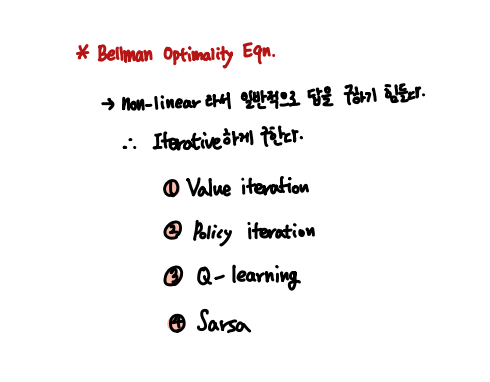 * Bellman Optimality Eqn.
→ Non-linear 라서 일반적으로 답을 구하기 힘들다.
∴ Iterative하게 구한다.
① Value iteration
② Policy iteration
③ Q-learning
④ Sarsa